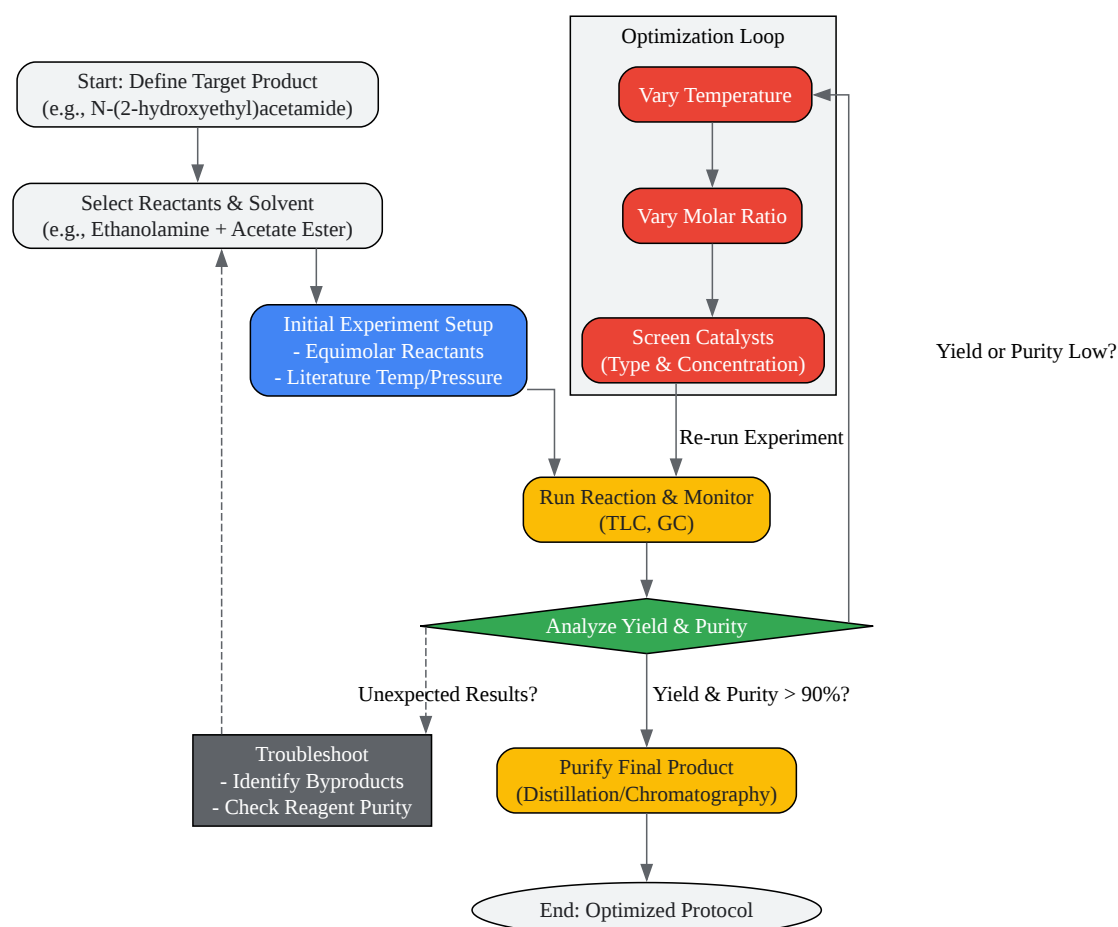 Optimization Loop
Start: Define Target Product
(e.g., N-(2-hydroxyethyl)acetamide)
Vary Temperature
Select Reactants & Solvent
(e.g., Ethanolamine + Acetate Ester)
Vary Molar Ratio
Initial Experiment Setup
- Equimolar Reactants
- Literature Temp/Pressure
Screen Catalysts
(Type & Concentration)
Yield or Purity Low?
Re-run Experiment
Run Reaction & Monitor
(TLC, GC)
Analyze Yield & Purity
Unexpected Results?
Yield & Purity > 90%?
Troubleshoot
- Identify Byproducts
- Check Reagent Purity
Purify Final Product
(Distillation/Chromatography)
End: Optimized Protocol